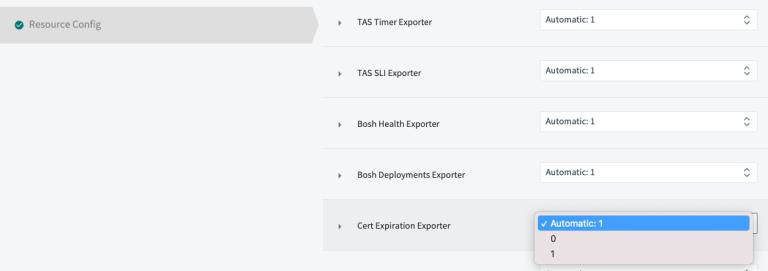 Resource Config
TAS Timer Exporter
Automatic: 1
TAS SLI Exporter
Automatic: 1
Bosh Health Exporter
Automatic: 1
Bosh Deployments Exporter
Automatic: 1
Cert Expiration Exporter
✓ Automatic: 1
0
1